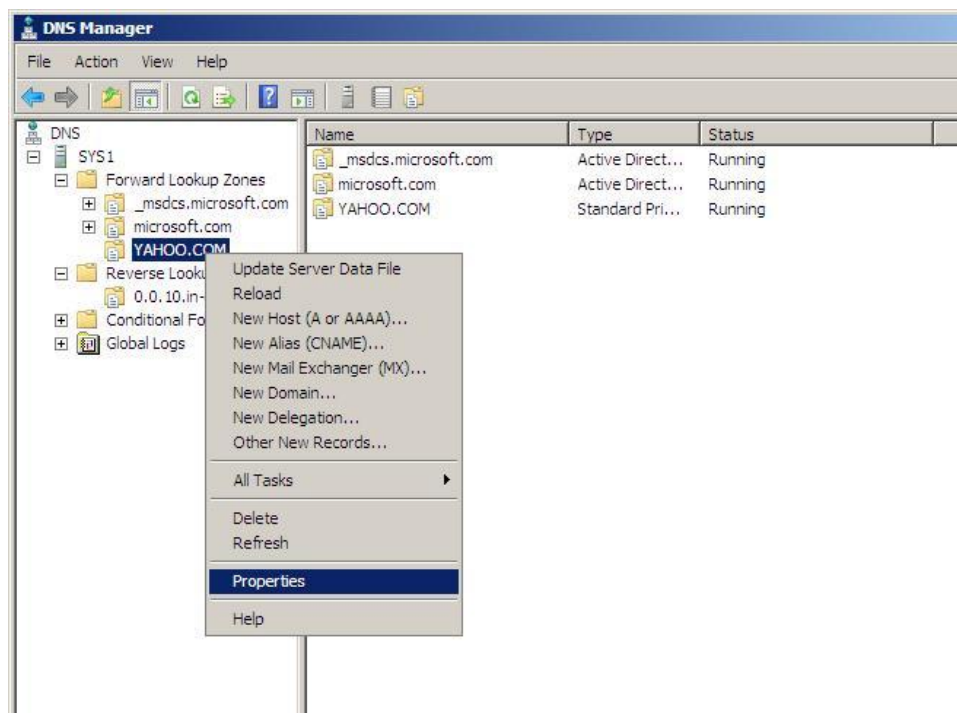 DNS Manager
File Action View Help
DNS
SYS1
Forward Lookup Zones
_msdcs.microsoft.com
microsoft.com
YAHOO.COM
Reverse Looku
0.0.10.in-
Conditional Fo
Global Logs
Name Type Status
_msdcs.microsoft.com Active Direct... Running
microsoft.com Active Direct... Running
YAHOO.COM Standard Pri... Running
Update Server Data File
Reload
New Host (A or AAAA)...
New Alias (CNAME)...
New Mail Exchanger (MX)...
New Domain...
New Delegation...
Other New Records...
All Tasks
Delete
Refresh
Properties
Help